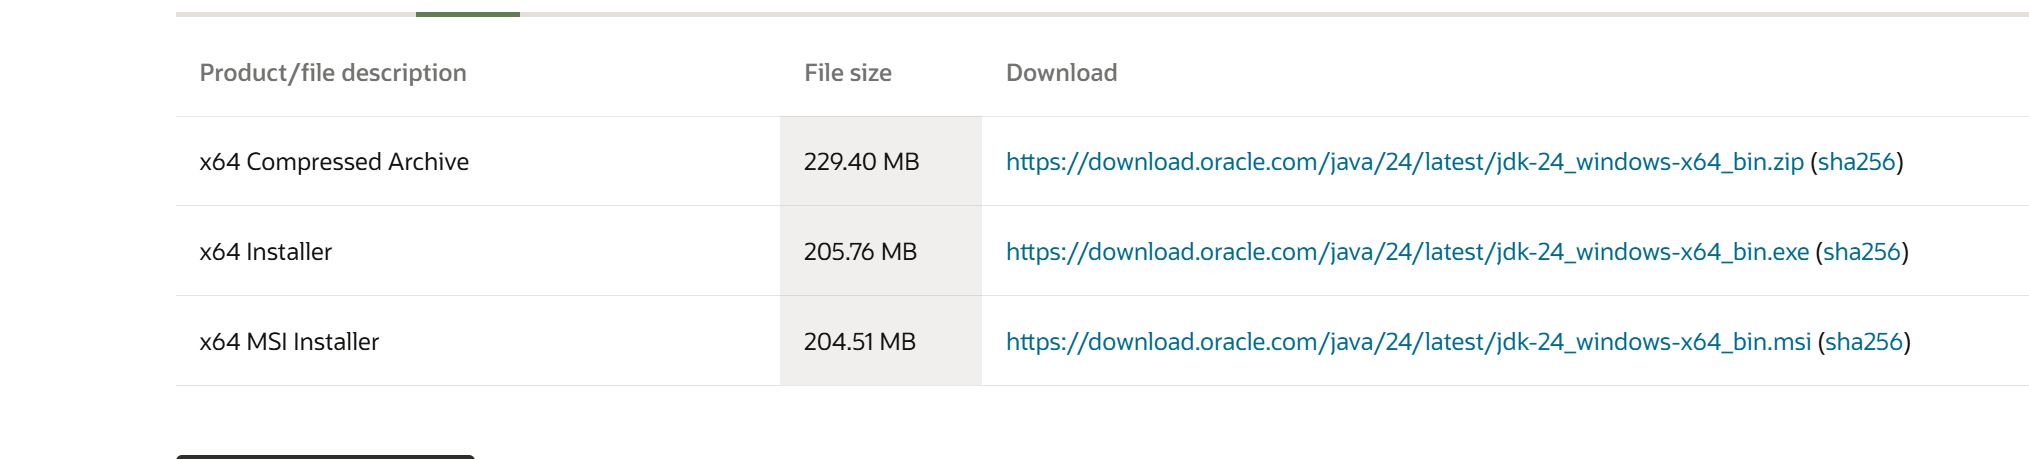 Product/file description File size Download
x64 Compressed Archive 229.40 MB https://download.oracle.com/java/24/latest/jdk-24_windows-x64_bin.zip (sha256)
x64 Installer 205.76 MB https://download.oracle.com/java/24/latest/jdk-24_windows-x64_bin.exe (sha256)
x64 MSI Installer 204.51 MB https://download.oracle.com/java/24/latest/jdk-24_windows-x64_bin.msi (sha256)